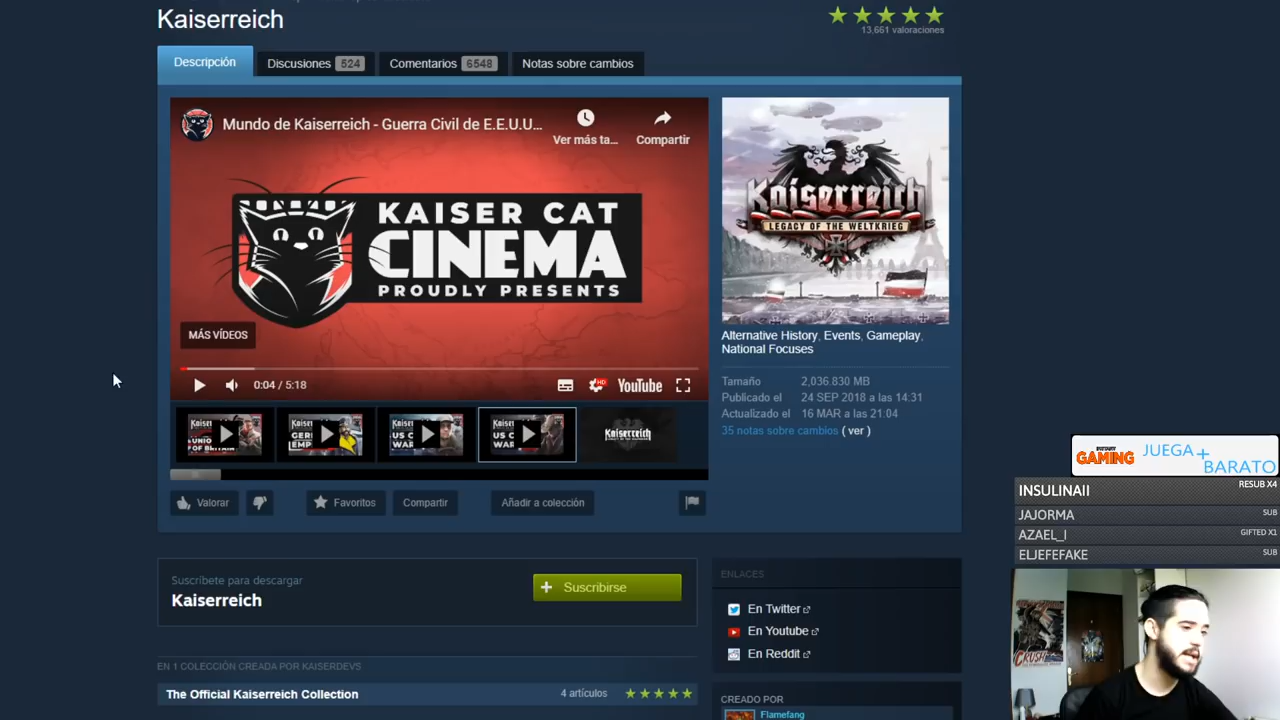 Kaiserreich
13,661 valoraciones
Descripción
Discusiones 524
Comentarios 6548
Notas sobre cambios
Mundo de Kaiserreich - Guerra Civil de E.E.U.U...
Ver más ta...
Compartir
KAISER CAT
CINEMA
PROUDLY PRESENTS
MÁS VÍDEOS
0:04 / 5:18
HD
YouTube
Kaiserreich
LEGACY OF THE WELTKRIEG
Alternative History, Events, Gameplay,
National Focuses
Tamaño 2,036.830 MB
Publicado el 24 SEP 2018 a las 14:31
Actualizado el 16 MAR a las 21:04
35 notas sobre cambios ( ver )
Valorar
Favoritos
Compartir
Añadir a colección
Suscríbete para descargar
Kaiserreich
+ Suscribirse
ENLACES
En Twitter
En Youtube
En Reddit
EN 1 COLECCIÓN CREADA POR KAISERDEVS
The Official Kaiserreich Collection
4 artículos
CREADO POR
Flamefang
INSTANT
GAMING
JUEGA+
BARATO
INSULINAII RESUB X4
JAJORMA SUB
AZAEL_I GIFTED X1
ELJEFEFAKE SUB
CRUSH